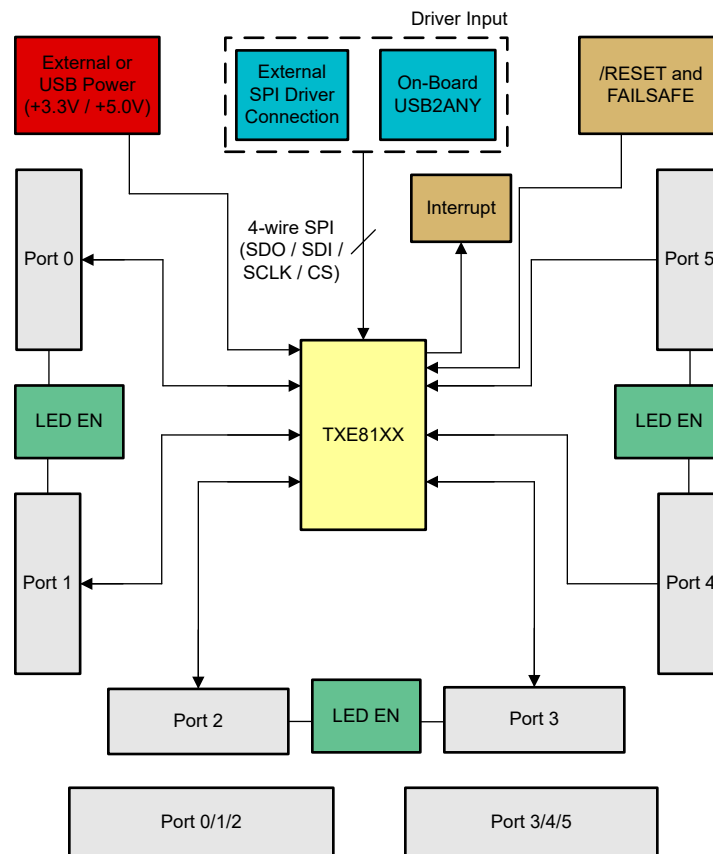 Driver Input
External or
USB Power
(+3.3V / +5.0V)
External
SPI Driver
Connection
On-Board
USB2ANY
/RESET and
FAILSAFE
Interrupt
4-wire SPI
(SDO / SDI /
SCLK / CS)
Port 0
Port 5
LED EN
TXE81XX
LED EN
Port 1
Port 4
Port 2
LED EN
Port 3
Port 0/1/2
Port 3/4/5